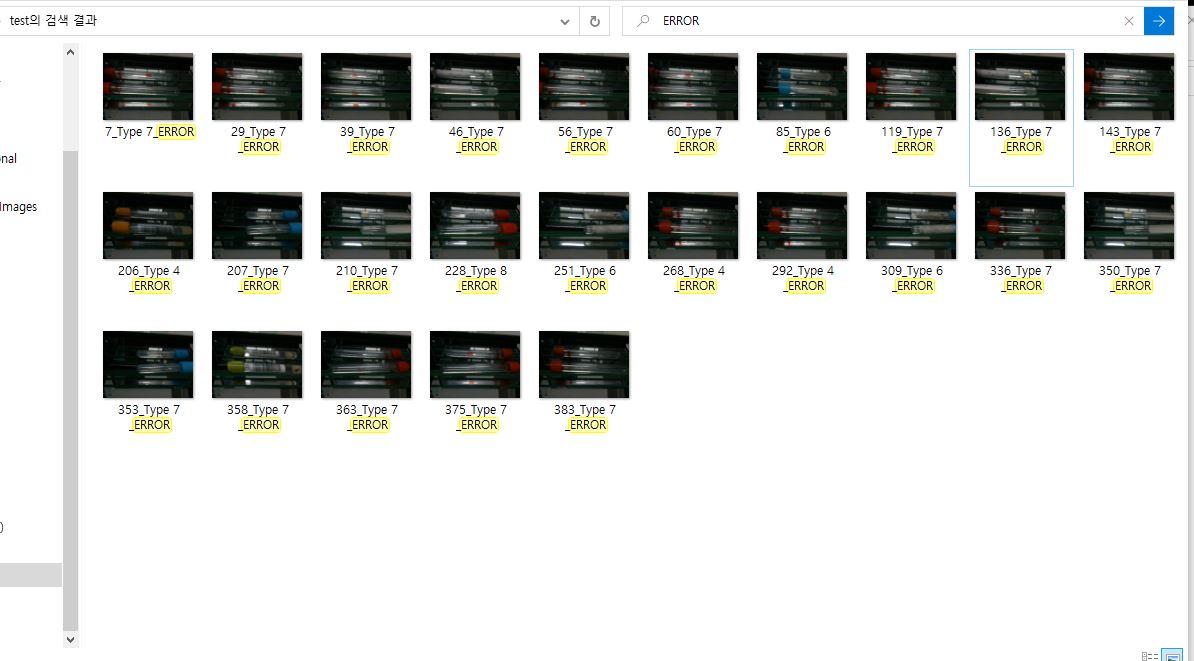 test의 검색 결과
ERROR
nal
Images
)
7_Type 7_ERROR
29_Type 7
_ERROR
39_Type 7
_ERROR
46_Type 7
_ERROR
56_Type 7
_ERROR
60_Type 7
_ERROR
85_Type 6
_ERROR
119_Type 7
_ERROR
136_Type 7
_ERROR
143_Type 7
_ERROR
206_Type 4
_ERROR
207_Type 7
_ERROR
210_Type 7
_ERROR
228_Type 8
_ERROR
251_Type 6
_ERROR
268_Type 4
_ERROR
292_Type 4
_ERROR
309_Type 6
_ERROR
336_Type 7
_ERROR
350_Type 7
_ERROR
353_Type 7
_ERROR
358_Type 7
_ERROR
363_Type 7
_ERROR
375_Type 7
_ERROR
383_Type 7
_ERROR